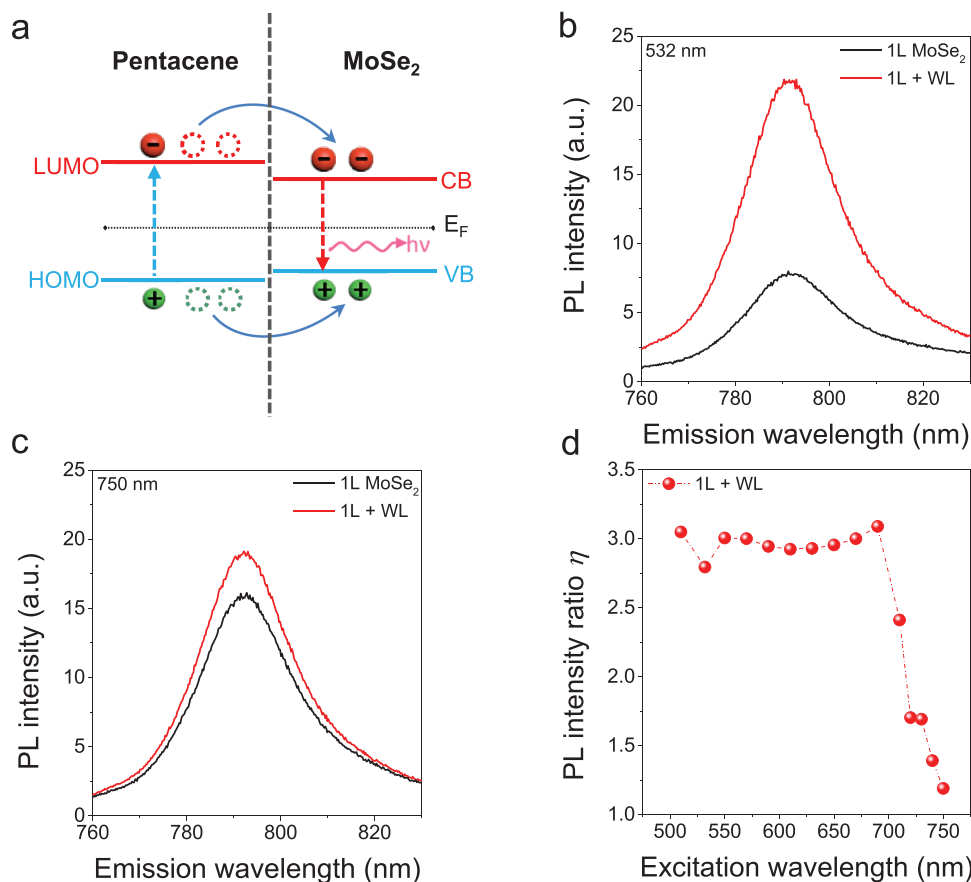 a
Pentacene
MoSe₂
LUMO
CB
E_F
hν
HOMO
VB
b
532 nm
1L MoSe₂
1L + WL
PL intensity (a.u.)
25
20
15
10
5
0
760
780
800
820
Emission wavelength (nm)
c
750 nm
1L MoSe₂
1L + WL
PL intensity (a.u.)
25
20
15
10
5
0
760
780
800
820
Emission wavelength (nm)
d
1L + WL
PL intensity ratio η
3.5
3.0
2.5
2.0
1.5
1.0
500
550
600
650
700
750
Excitation wavelength (nm)